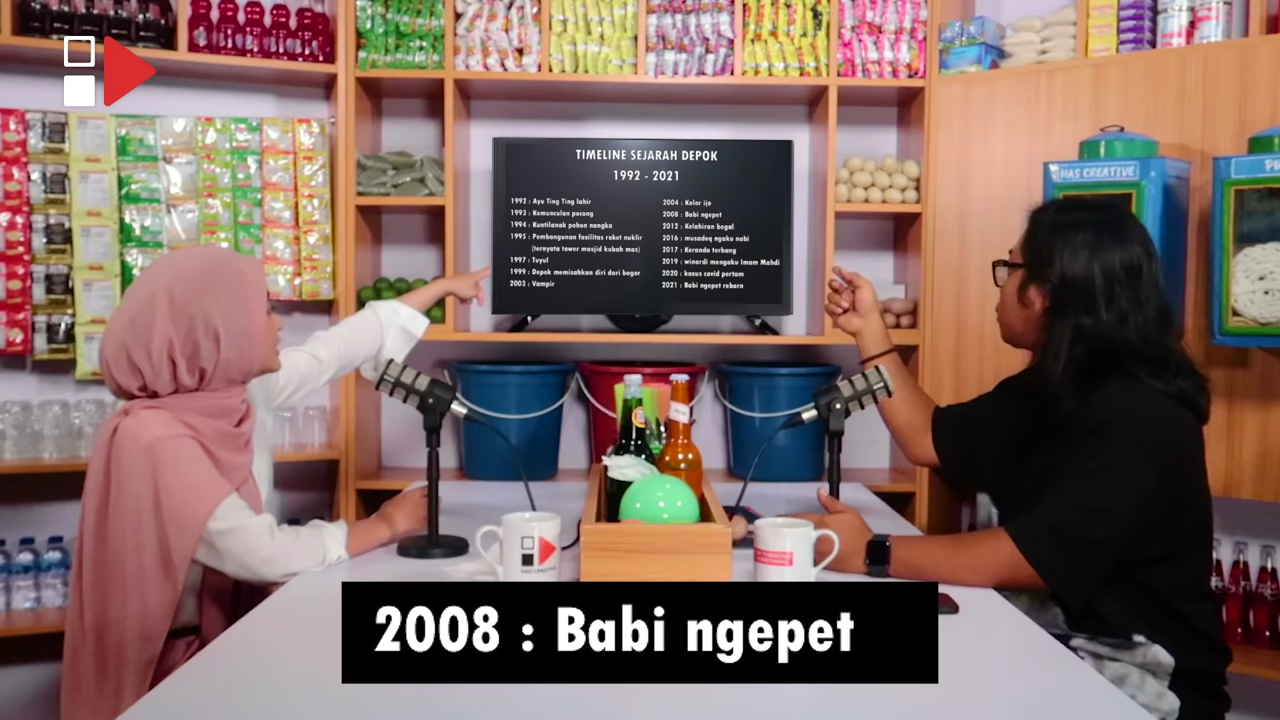 TIMELINE SEJARAH DEPOK
1992 - 2021
1992 : Ayu Ting Ting lahir
1993 : Kemunculan pocong
1994 : Kuntilanak pohon nangka
1995 : Pembangunan fasilitas roket nuklir
(ternyata tower masjid kubah mas)
1997 : Tuyul
1999 : Depok memisahkan diri dari bogor
2003 : Vampir
2004 : Kolor ijo
2008 : Babi ngepet
2012 : Kelahiran begal
2016 : musadeq ngaku nabi
2017 : Keranda terbang
2019 : winardi mengaku Imam Mahdi
2020 : kasus covid pertam
2021 : Babi ngepet reborn
HAS CREATIVE
HAS CREATIVE
2008 : Babi ngepet